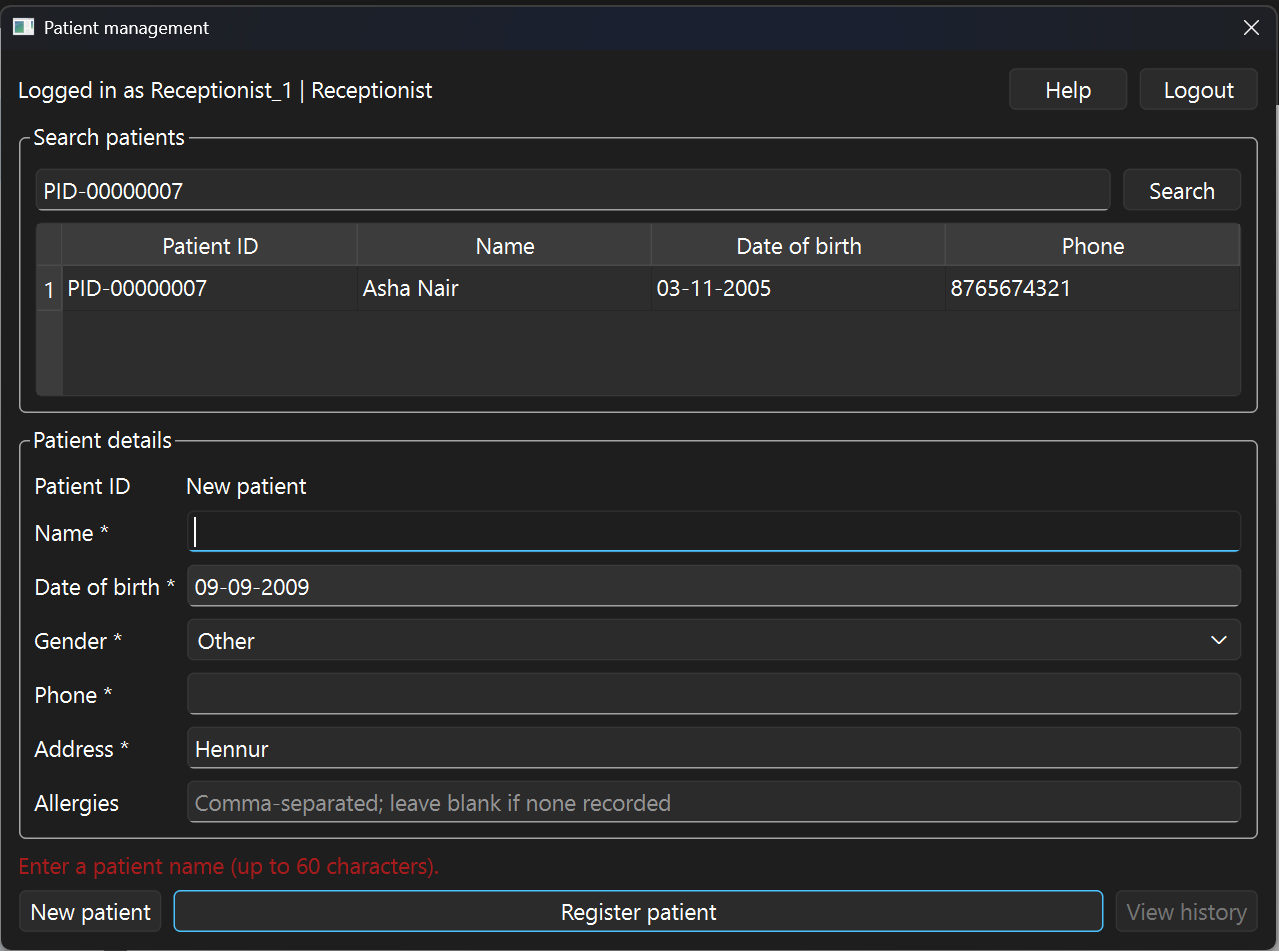 Patient management
Logged in as Receptionist_1 | Receptionist Help Logout
Search patients
PID-00000007 Search
Patient ID Name Date of birth Phone
1 PID-00000007 Asha Nair 03-11-2005 8765674321
Patient details
Patient ID New patient
Name *
Date of birth * 09-09-2009
Gender * Other
Phone *
Address * Hennur
Allergies Comma-separated; leave blank if none recorded
Enter a patient name (up to 60 characters).
New patient Register patient View history